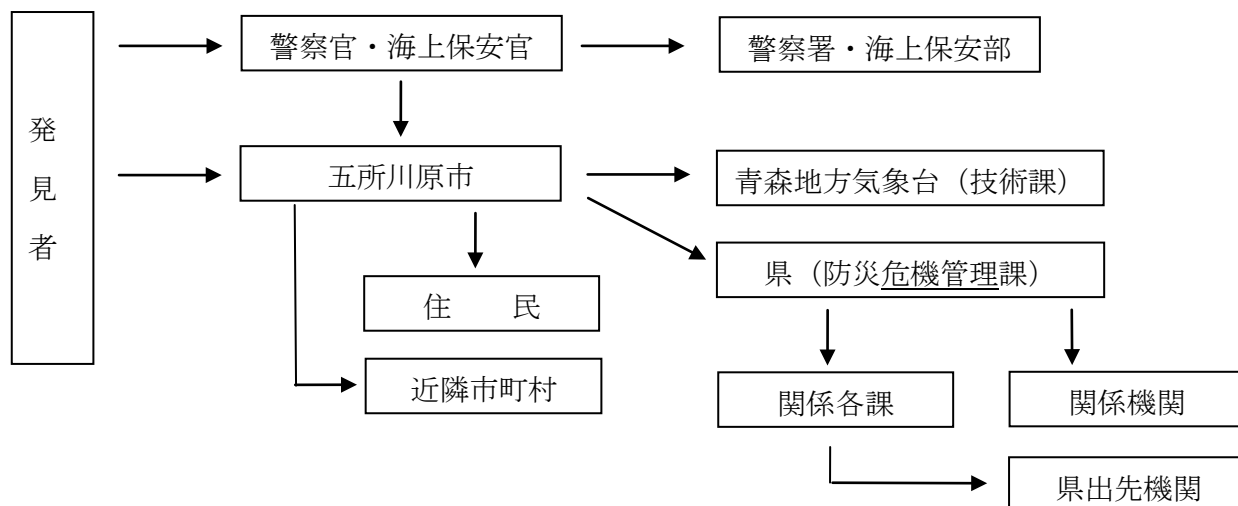 発見者
警察官・海上保安官
警察署・海上保安部
五所川原市
青森地方気象台（技術課）
県（防災危機管理課）
住　　民
近隣市町村
関係各課
関係機関
県出先機関